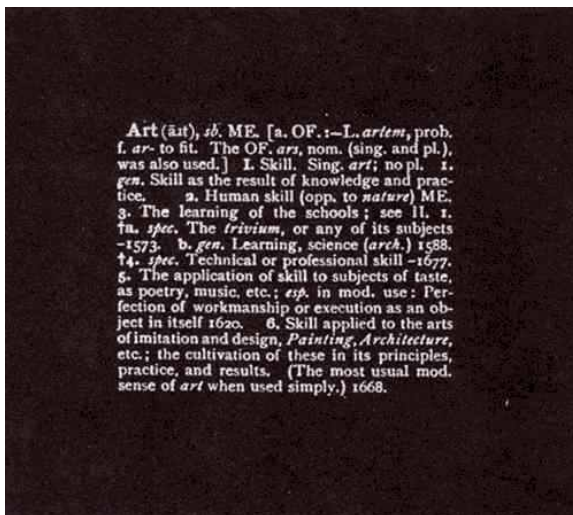 Art (āɪt), sb. ME. [a. OF. :—L. artem, prob.
f. ar- to fit. The OF. ars, nom. (sing. and pl.),
was also used.] I. Skill. Sing. art; no pl. 1.
gen. Skill as the result of knowledge and prac-
tice. 2. Human skill (opp. to nature) ME.
3. The learning of the schools ; see II. 1.
†a. spec. The trivium, or any of its subjects
–1573. b. gen. Learning, science (arch.) 1588.
†4. spec. Technical or professional skill –1677.
5. The application of skill to subjects of taste,
as poetry, music, etc.; esp. in mod. use : Per-
fection of workmanship or execution as an ob-
ject in itself 1620. 6. Skill applied to the arts
of imitation and design, Painting, Architecture,
etc.; the cultivation of these in its principles,
practice, and results. (The most usual mod.
sense of art when used simply.) 1668.